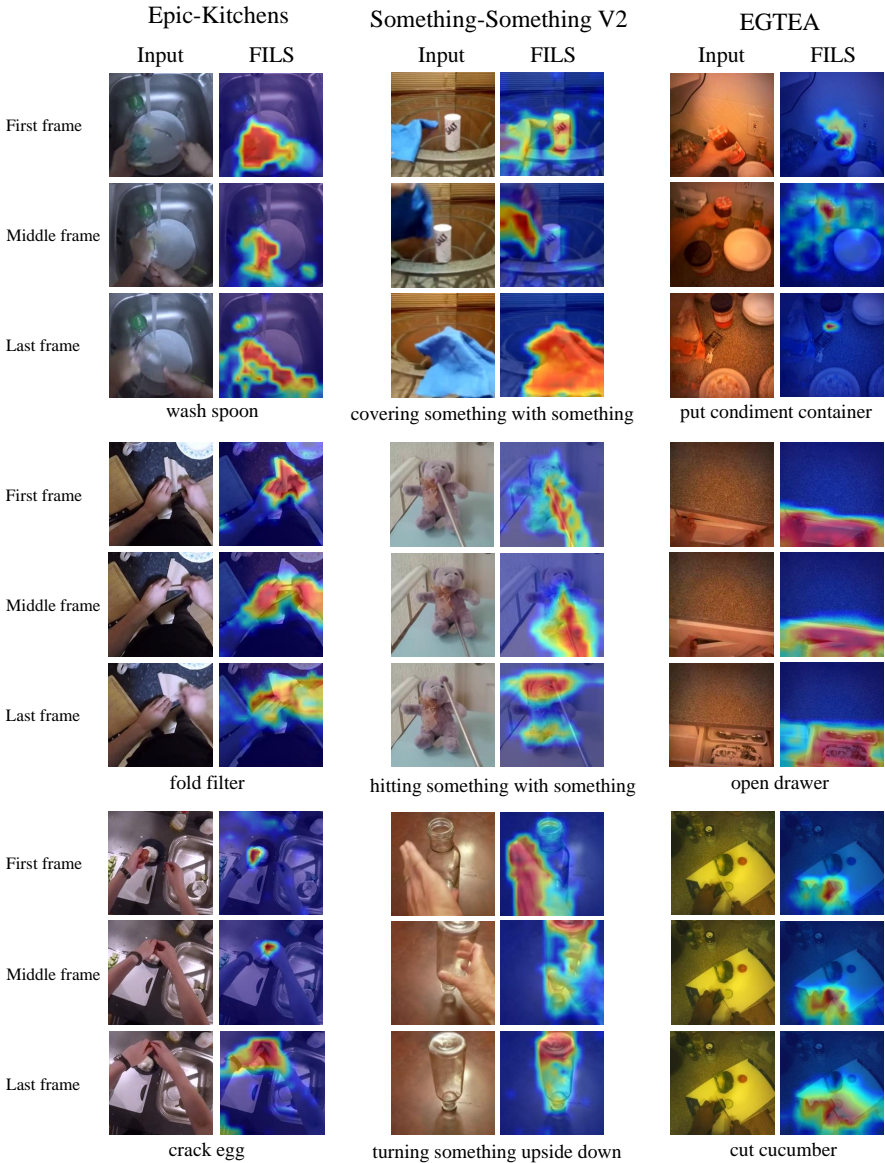 Epic-Kitchens Something-Something V2 EGTEA
Input FILS Input FILS Input FILS
First frame
SALT
Middle frame
SALT
Last frame
wash spoon covering something with something put condiment container
First frame
Middle frame
Last frame
fold filter hitting something with something open drawer
First frame
Middle frame
Last frame
crack egg turning something upside down cut cucumber